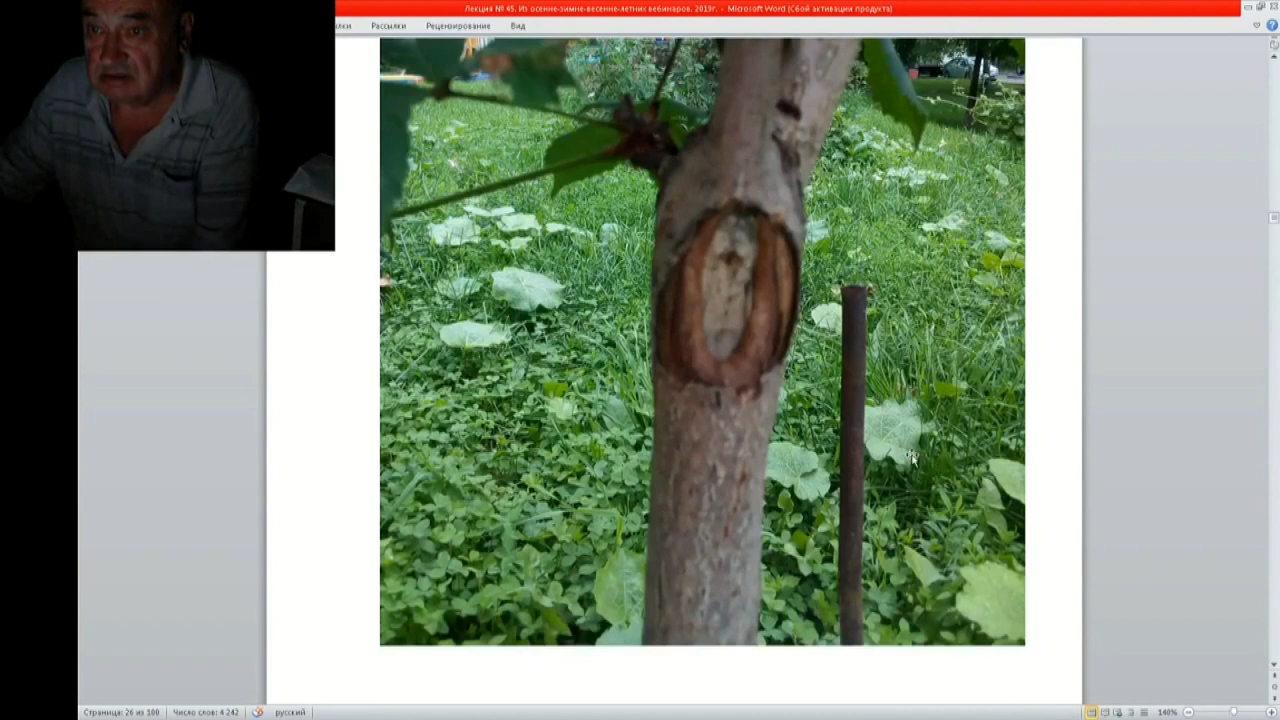 Лекция № 45. Из осенне-зимне-весенне-летних вебинаров. 2019г. - Microsoft Word (Сбой активации продукта)
Рассылки Рецензирование Вид
Страница: 26 из 100 Число слов: 4 242 русский 140%